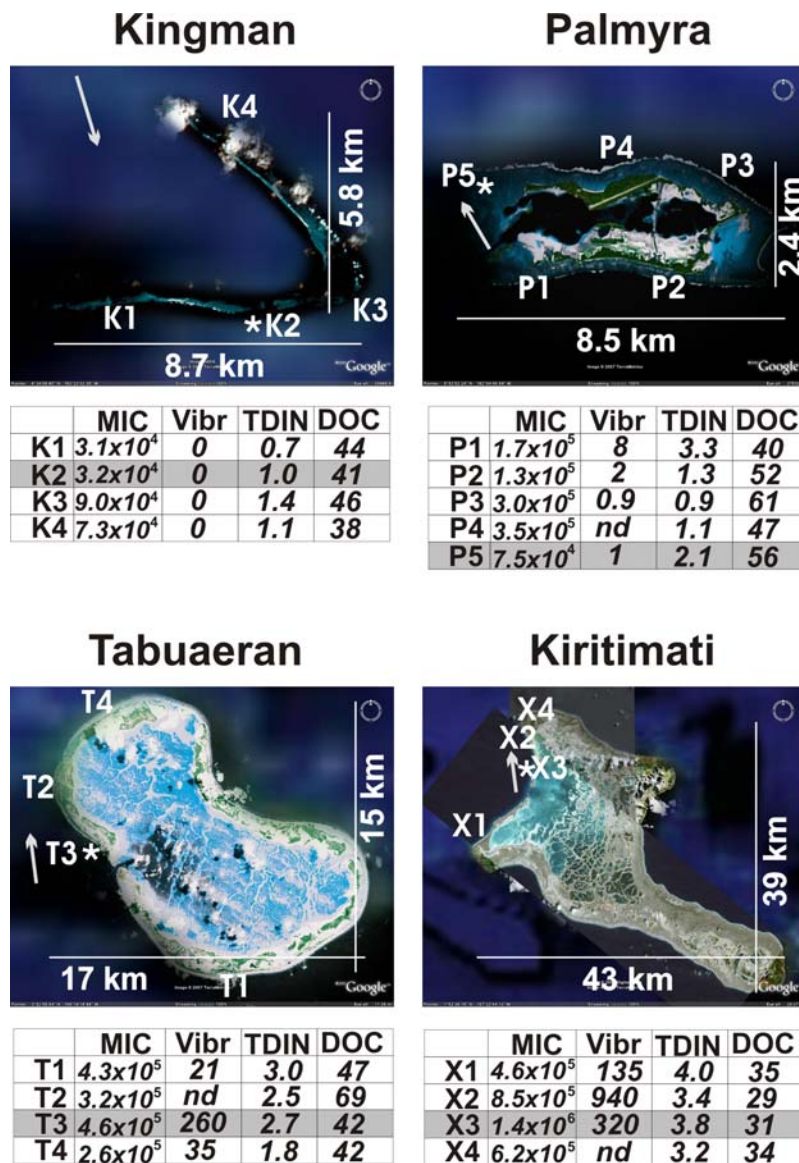 Kingman
K4
5.8 km
K1
*K2
K3
8.7 km
Google
MIC Vibr TDIN DOC
K1 3.1x10⁴ 0 0.7 44
K2 3.2x10⁴ 0 1.0 41
K3 9.0x10⁴ 0 1.4 46
K4 7.3x10⁴ 0 1.1 38
Palmyra
P4
P5*
P3
2.4 km
P1
P2
8.5 km
Google
MIC Vibr TDIN DOC
P1 1.7x10⁵ 8 3.3 40
P2 1.3x10⁵ 2 1.3 52
P3 3.0x10⁵ 0.9 0.9 61
P4 3.5x10⁵ nd 1.1 47
P5 7.5x10⁴ 1 2.1 56
Tabuaeran
T4
T2
15 km
T3*
17 km
T1
Google
MIC Vibr TDIN DOC
T1 4.3x10⁵ 21 3.0 47
T2 3.2x10⁵ nd 2.5 69
T3 4.6x10⁵ 260 2.7 42
T4 2.6x10⁵ 35 1.8 42
Kiritimati
X4
X2
*X3
X1
39 km
43 km
Google
MIC Vibr TDIN DOC
X1 4.6x10⁵ 135 4.0 35
X2 8.5x10⁵ 940 3.4 29
X3 1.4x10⁶ 320 3.8 31
X4 6.2x10⁵ nd 3.2 34